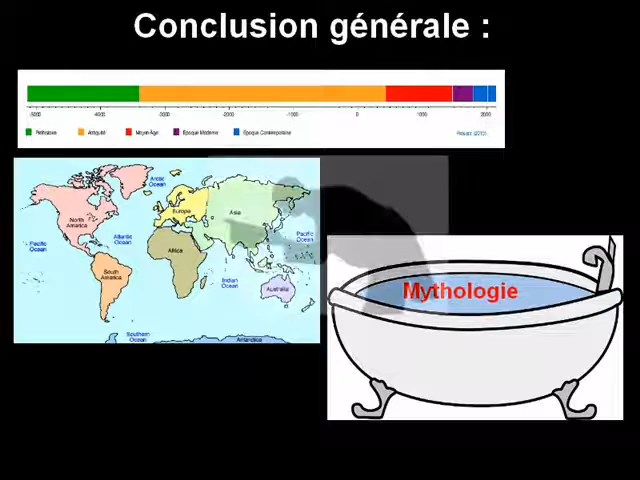 Conclusion générale :
-5000 -4000 -3000 -2000 -1000 0 1000 2000
Préhistoire Antiquité Moyen-Âge Époque Moderne Époque Contemporaine
Arctic
Ocean
North
America
Europe
Asia
Atlantic
Ocean
Pacific
Ocean
Pacific
Ocean
Africa
South
America
Indian
Ocean
Australia
Southern
Ocean
Antarctica
Mythologie